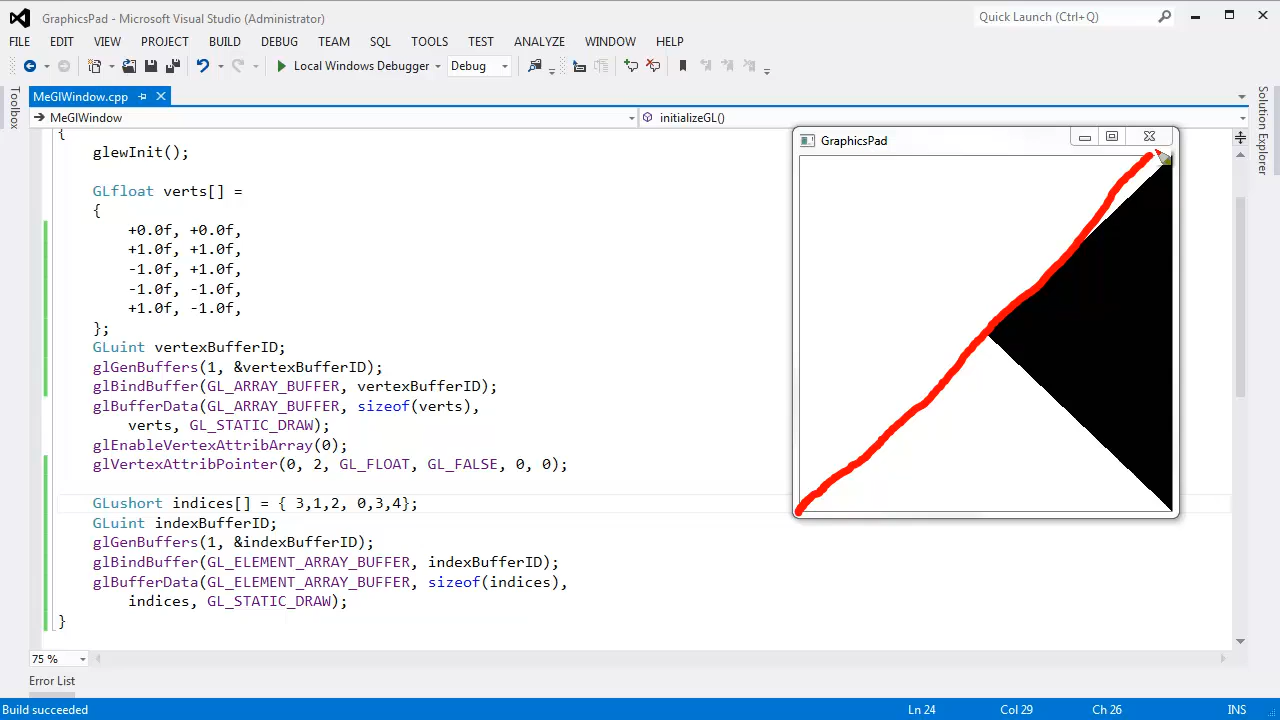 GraphicsPad - Microsoft Visual Studio (Administrator)
Quick Launch (Ctrl+Q)
FILE EDIT VIEW PROJECT BUILD DEBUG TEAM SQL TOOLS TEST ANALYZE WINDOW HELP
Local Windows Debugger Debug
Toolbox
MeGlWindow.cpp
MeGlWindow
initializeGL()
Solution Explorer
{
glewInit();
GLfloat verts[] =
{
+0.0f, +0.0f,
+1.0f, +1.0f,
-1.0f, +1.0f,
-1.0f, -1.0f,
+1.0f, -1.0f,
};
GLuint vertexBufferID;
glGenBuffers(1, &vertexBufferID);
glBindBuffer(GL_ARRAY_BUFFER, vertexBufferID);
glBufferData(GL_ARRAY_BUFFER, sizeof(verts),
verts, GL_STATIC_DRAW);
glEnableVertexAttribArray(0);
glVertexAttribPointer(0, 2, GL_FLOAT, GL_FALSE, 0, 0);
GLushort indices[] = { 3,1,2, 0,3,4};
GLuint indexBufferID;
glGenBuffers(1, &indexBufferID);
glBindBuffer(GL_ELEMENT_ARRAY_BUFFER, indexBufferID);
glBufferData(GL_ELEMENT_ARRAY_BUFFER, sizeof(indices),
indices, GL_STATIC_DRAW);
}
GraphicsPad
75 %
Error List
Build succeeded
Ln 24 Col 29 Ch 26 INS